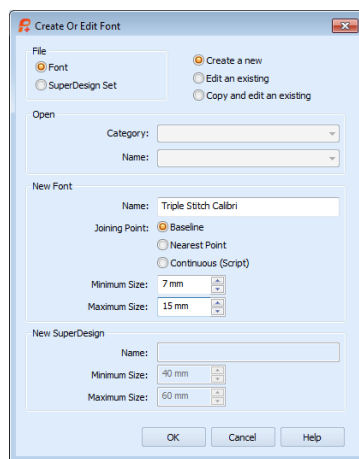 Create Or Edit Font
File
Font
SuperDesign Set
Create a new
Edit an existing
Copy and edit an existing
Open
Category:
Name:
New Font
Name: Triple Stitch Calibri
Joining Point: Baseline
Nearest Point
Continuous (Script)
Minimum Size: 7 mm
Maximum Size: 15 mm
New SuperDesign
Name:
Minimum Size: 40 mm
Maximum Size: 60 mm
OK Cancel Help